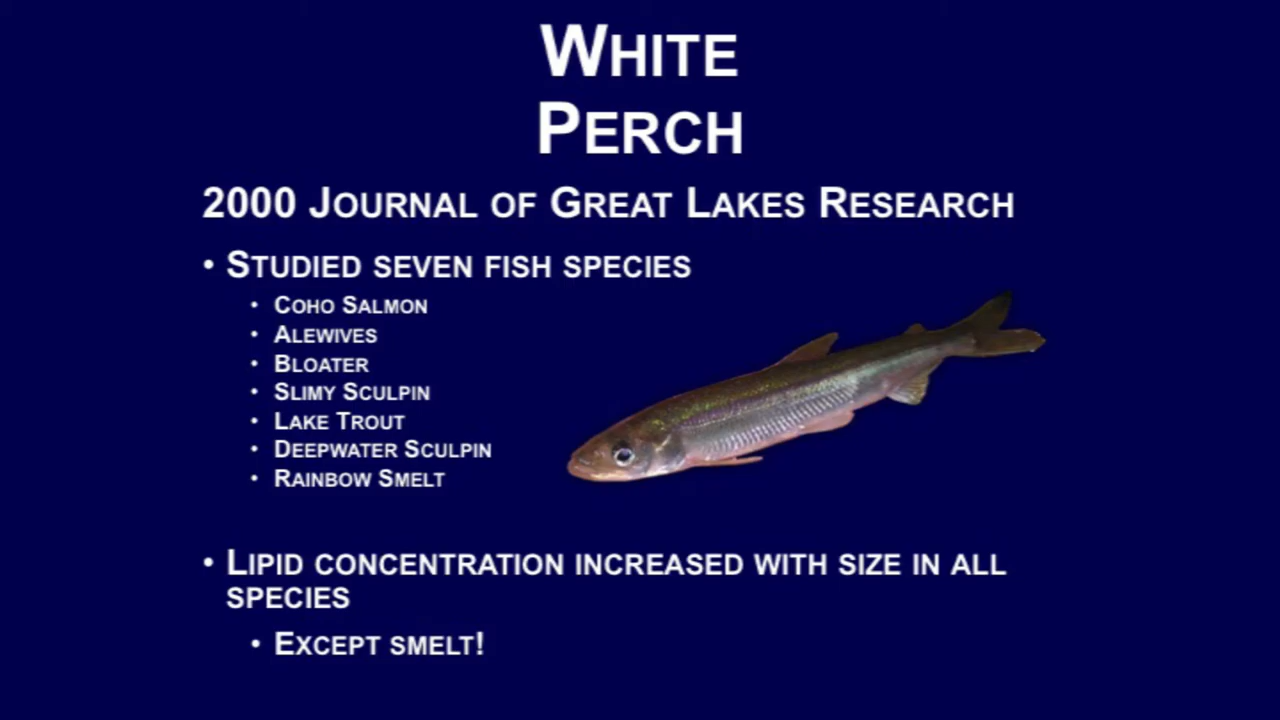 WHITE
PERCH
2000 JOURNAL OF GREAT LAKES RESEARCH
• STUDIED SEVEN FISH SPECIES
• COHO SALMON
• ALEWIVES
• BLOATER
• SLIMY SCULPIN
• LAKE TROUT
• DEEPWATER SCULPIN
• RAINBOW SMELT
• LIPID CONCENTRATION INCREASED WITH SIZE IN ALL
SPECIES
• EXCEPT SMELT!